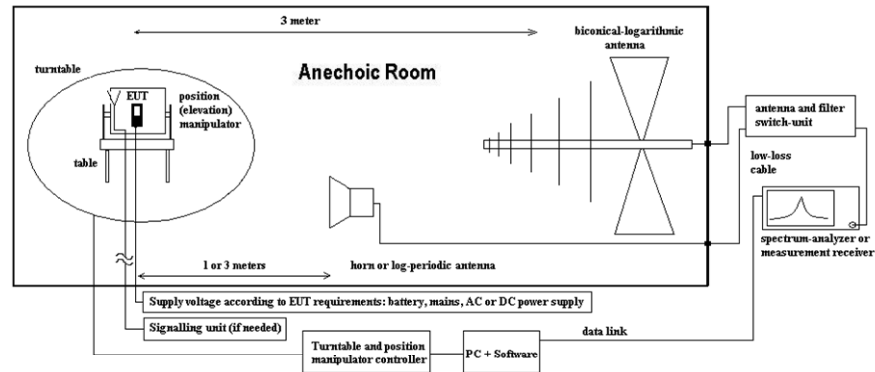 3 meter
biconical-logarithmic
antenna
turntable
Anechoic Room
EUT
position
(elevation)
manipulator
table
antenna and filter
switch-unit
low-loss
cable
spectrum-analyzer or
measurement receiver
1 or 3 meters
horn or log-periodic antenna
Supply voltage according to EUT requirements: battery, mains, AC or DC power supply
Signalling unit (if needed)
data link
Turntable and position
manipulator controller
PC + Software